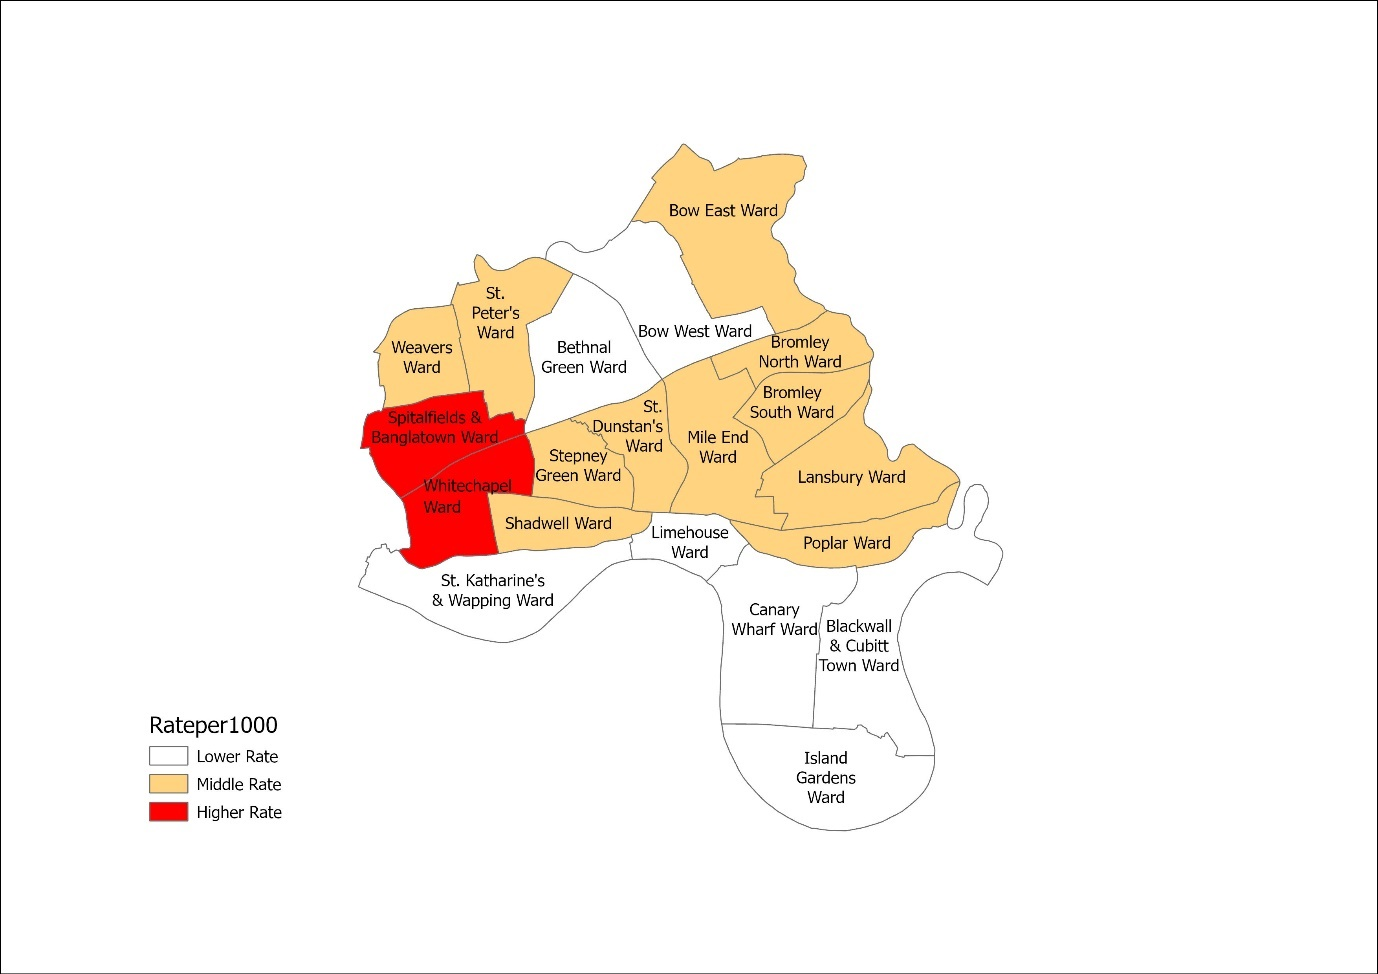 Bow East Ward
St.
Peter's
Ward
Bow West Ward
Weavers
Ward
Bethnal
Green Ward
Bromley
North Ward
Bromley
South Ward
Spitalfields &
Banglatown Ward
St.
Dunstan's
Ward
Mile End
Ward
Stepney
Green Ward
Lansbury Ward
Whitechapel
Ward
Shadwell Ward
Limehouse
Ward
Poplar Ward
St. Katharine's
& Wapping Ward
Canary
Wharf Ward
Blackwall
& Cubitt
Town Ward
Island
Gardens
Ward
Rateper1000
Lower Rate
Middle Rate
Higher Rate